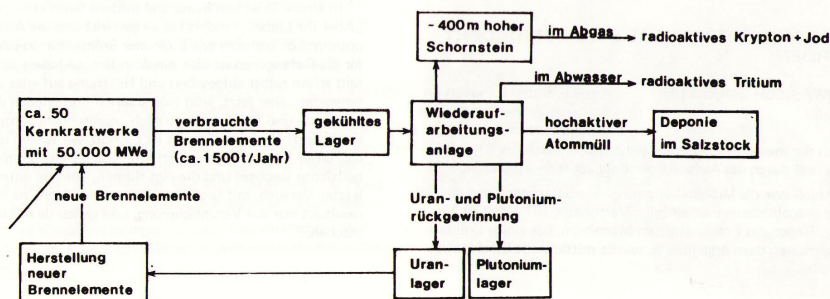 ~400m hoher
Schornstein
im Abgas
radioaktives Krypton+Jod
im Abwasser
radioaktives Tritium
ca. 50
Kernkraftwerke
mit 50.000 MWe
verbrauchte
Brennelemente
(ca.1500t/Jahr)
gekühltes
Lager
Wiederauf-
arbeitungs-
anlage
hochaktiver
Atommüll
Deponie
im Salzstock
neue Brennelemente
Uran- und Plutonium-
rückgewinnung
Herstellung
neuer
Brennelemente
Uran-
lager
Plutonium-
lager